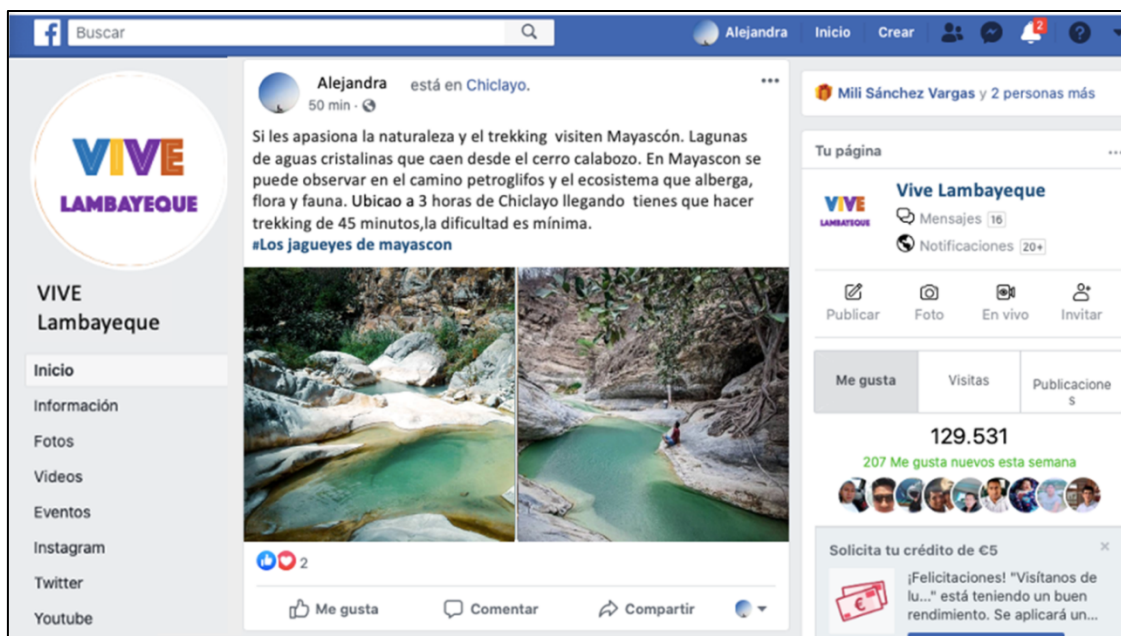 Buscar
Alejandra
Inicio
Crear
2
VIVE
LAMBAYEQUE
VIVE
Lambayeque
Inicio
Información
Fotos
Videos
Eventos
Instagram
Twitter
Youtube
Alejandra está en Chiclayo.
50 min ·
Si les apasiona la naturaleza y el trekking visiten Mayascón. Lagunas
de aguas cristalinas que caen desde el cerro calabozo. En Mayascon se
puede observar en el camino petroglifos y el ecosistema que alberga,
flora y fauna. Ubicao a 3 horas de Chiclayo llegando tienes que hacer
trekking de 45 minutos,la dificultad es mínima.
#Los jagueyes de mayascon
2
Me gusta
Comentar
Compartir
Mili Sánchez Vargas y 2 personas más
Tu página
VIVE
LAMBAYEQUE
Vive Lambayeque
Mensajes 16
Notificaciones 20+
Publicar
Foto
En vivo
Invitar
Me gusta
Visitas
Publicacione
s
129.531
207 Me gusta nuevos esta semana
Solicita tu crédito de €5
¡Felicitaciones! "Visítanos de
lu..." está teniendo un buen
rendimiento. Se aplicará un...